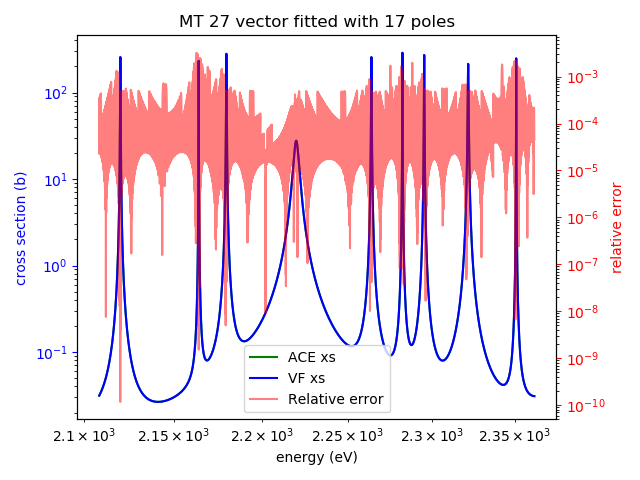 MT 27 vector fitted with 17 poles
10²
10¹
10⁰
10⁻¹
cross section (b)
10⁻³
10⁻⁴
10⁻⁵
10⁻⁶
10⁻⁷
10⁻⁸
10⁻⁹
10⁻¹⁰
relative error
ACE xs
VF xs
Relative error
2.1 × 10³ 2.15 × 10³ 2.2 × 10³ 2.25 × 10³ 2.3 × 10³ 2.35 × 10³
energy (eV)